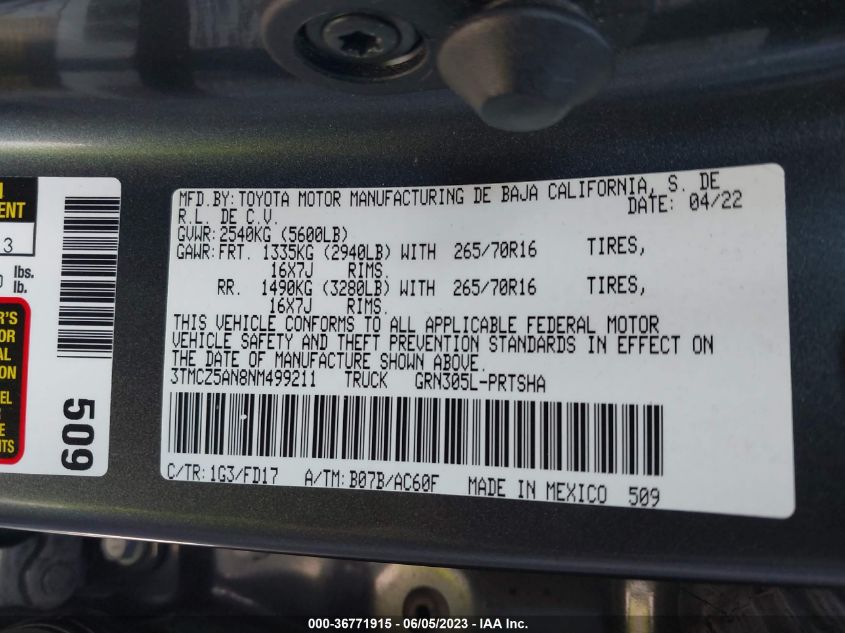 MFD.BY: TOYOTA MOTOR MANUFACTURING DE BAJA CALIFORNIA, S. DE
R.L. DE C.V. DATE: 04/22
GVWR: 2540KG (5600LB)
GAWR: FRT. 1335KG (2940LB) WITH 265/70R16 TIRES,
16X7J RIMS.
RR. 1490KG (3280LB) WITH 265/70R16 TIRES,
16X7J RIMS.
THIS VEHICLE CONFORMS TO ALL APPLICABLE FEDERAL MOTOR
VEHICLE SAFETY AND THEFT PREVENTION STANDARDS IN EFFECT ON
THE DATE OF MANUFACTURE SHOWN ABOVE.
3TMCZ5AN8NM499211 TRUCK GRN305L-PRTSHA
C/TR: 1G3/FD17 A/TM: B07B/AC60F MADE IN MEXICO 509
3
lbs.
lb.
509
000-36771915 - 06/05/2023 - IAA Inc.